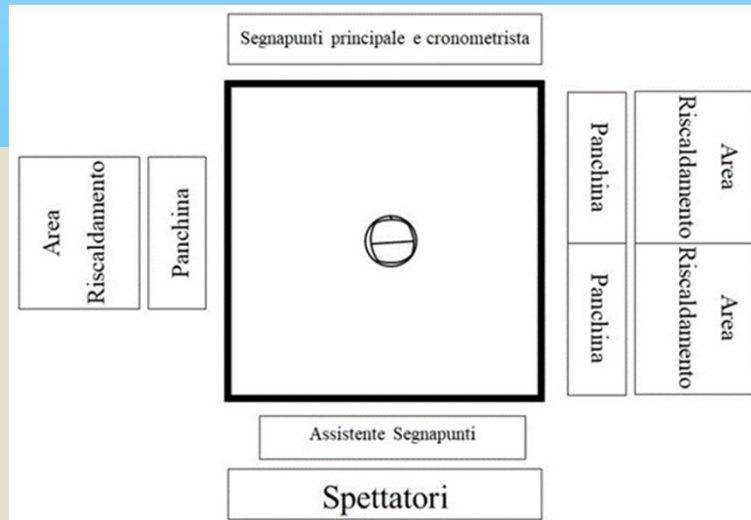 Segnapunti principale e cronometrista
Area
Riscaldamento
Panchina
Panchina
Area
Riscaldamento
Panchina
Area
Riscaldamento
Assistente Segnapunti
Spettatori